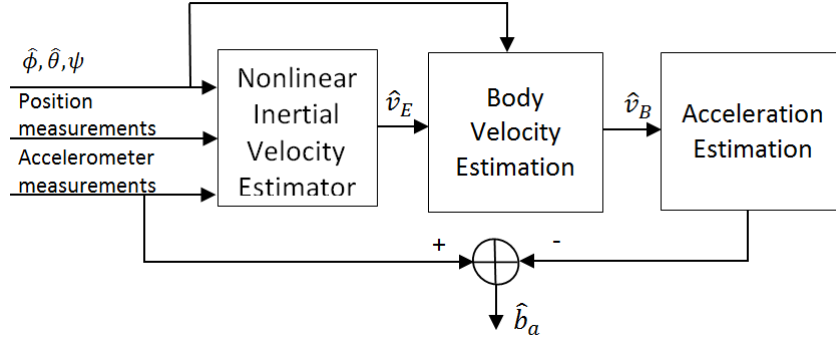 ϕ̂, θ̂, ψ
Position
measurements
Accelerometer
measurements
Nonlinear
Inertial
Velocity
Estimator
v̂_E
Body
Velocity
Estimation
v̂_B
Acceleration
Estimation
+
-
b̂_a